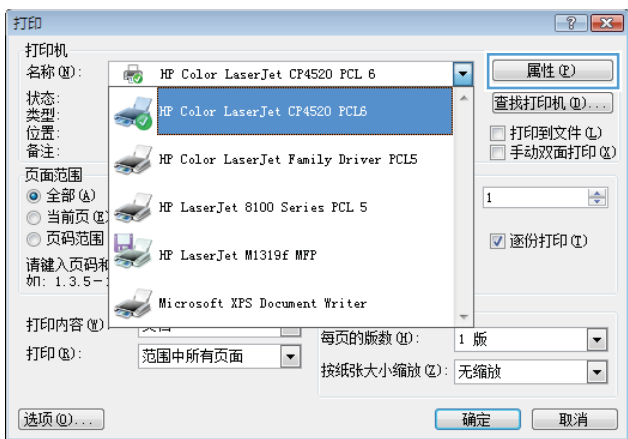 打印
打印机
名称(N): HP Color LaserJet CP4520 PCL 6 属性(P)
状态: HP Color LaserJet CP4520 PCL6 查找打印机(D)...
类型:
位置: 打印到文件(L)
备注: HP Color LaserJet Family Driver PCL5 手动双面打印(X)
页面范围
全部(A) HP LaserJet 8100 Series PCL 5 1
当前页(E)
页码范围 逐份打印(T)
HP LaserJet M1319f MFP
请键入页码和
如: 1.3.5-
Microsoft XPS Document Writer
打印内容(W)
每页的版数(H): 1 版
打印(R): 范围中所有页面
按纸张大小缩放(Z): 无缩放
选项(O)... 确定 取消